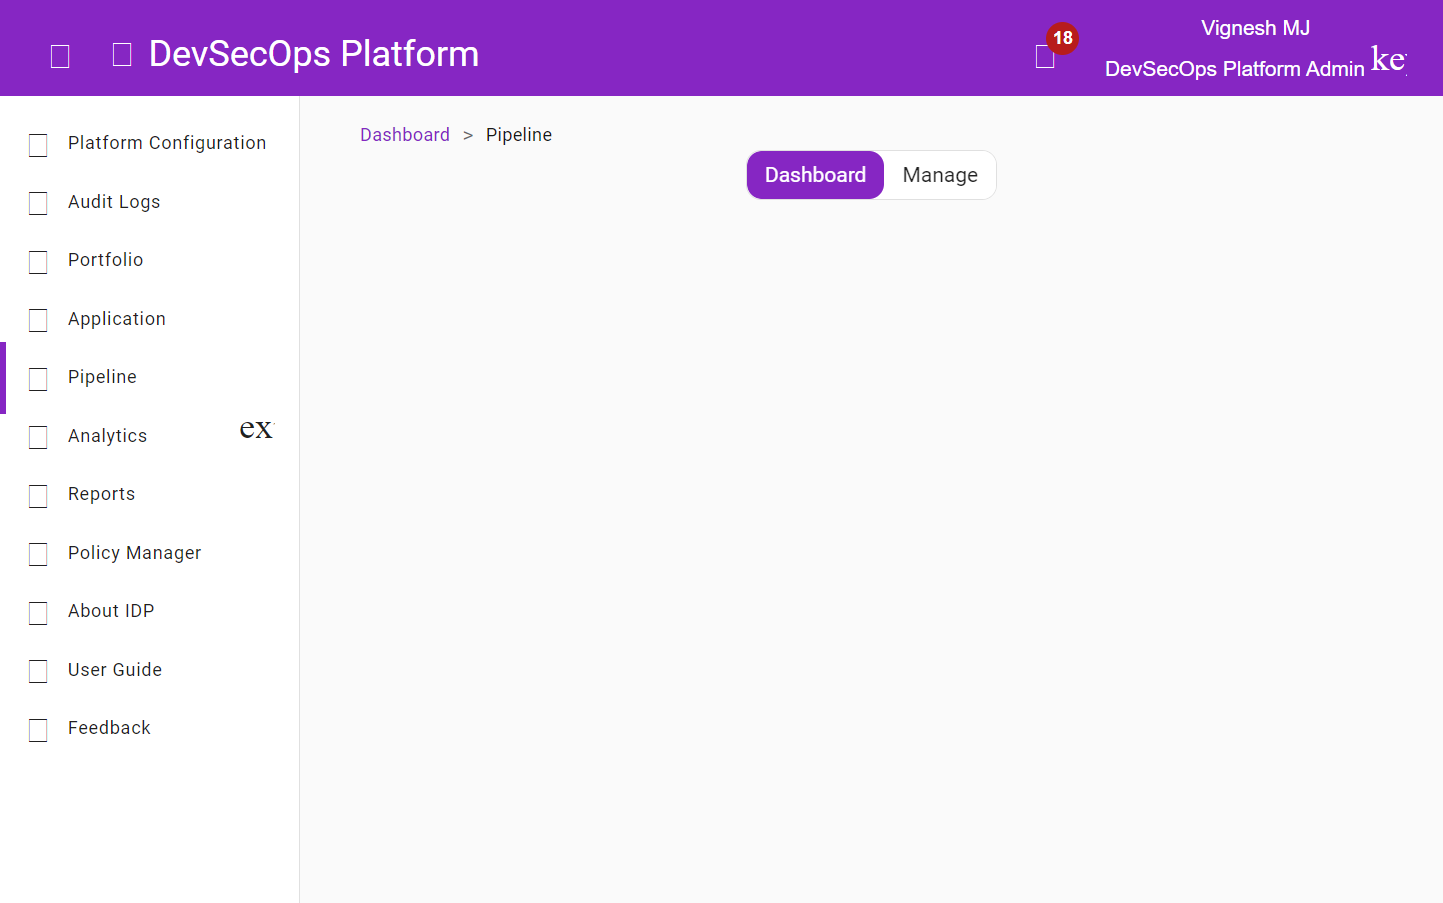 DevSecOps Platform
18
Vignesh MJ
DevSecOps Platform Admin
ke
Platform Configuration
Audit Logs
Portfolio
Application
Pipeline
Analytics
ex
Reports
Policy Manager
About IDP
User Guide
Feedback
Dashboard > Pipeline
Dashboard
Manage